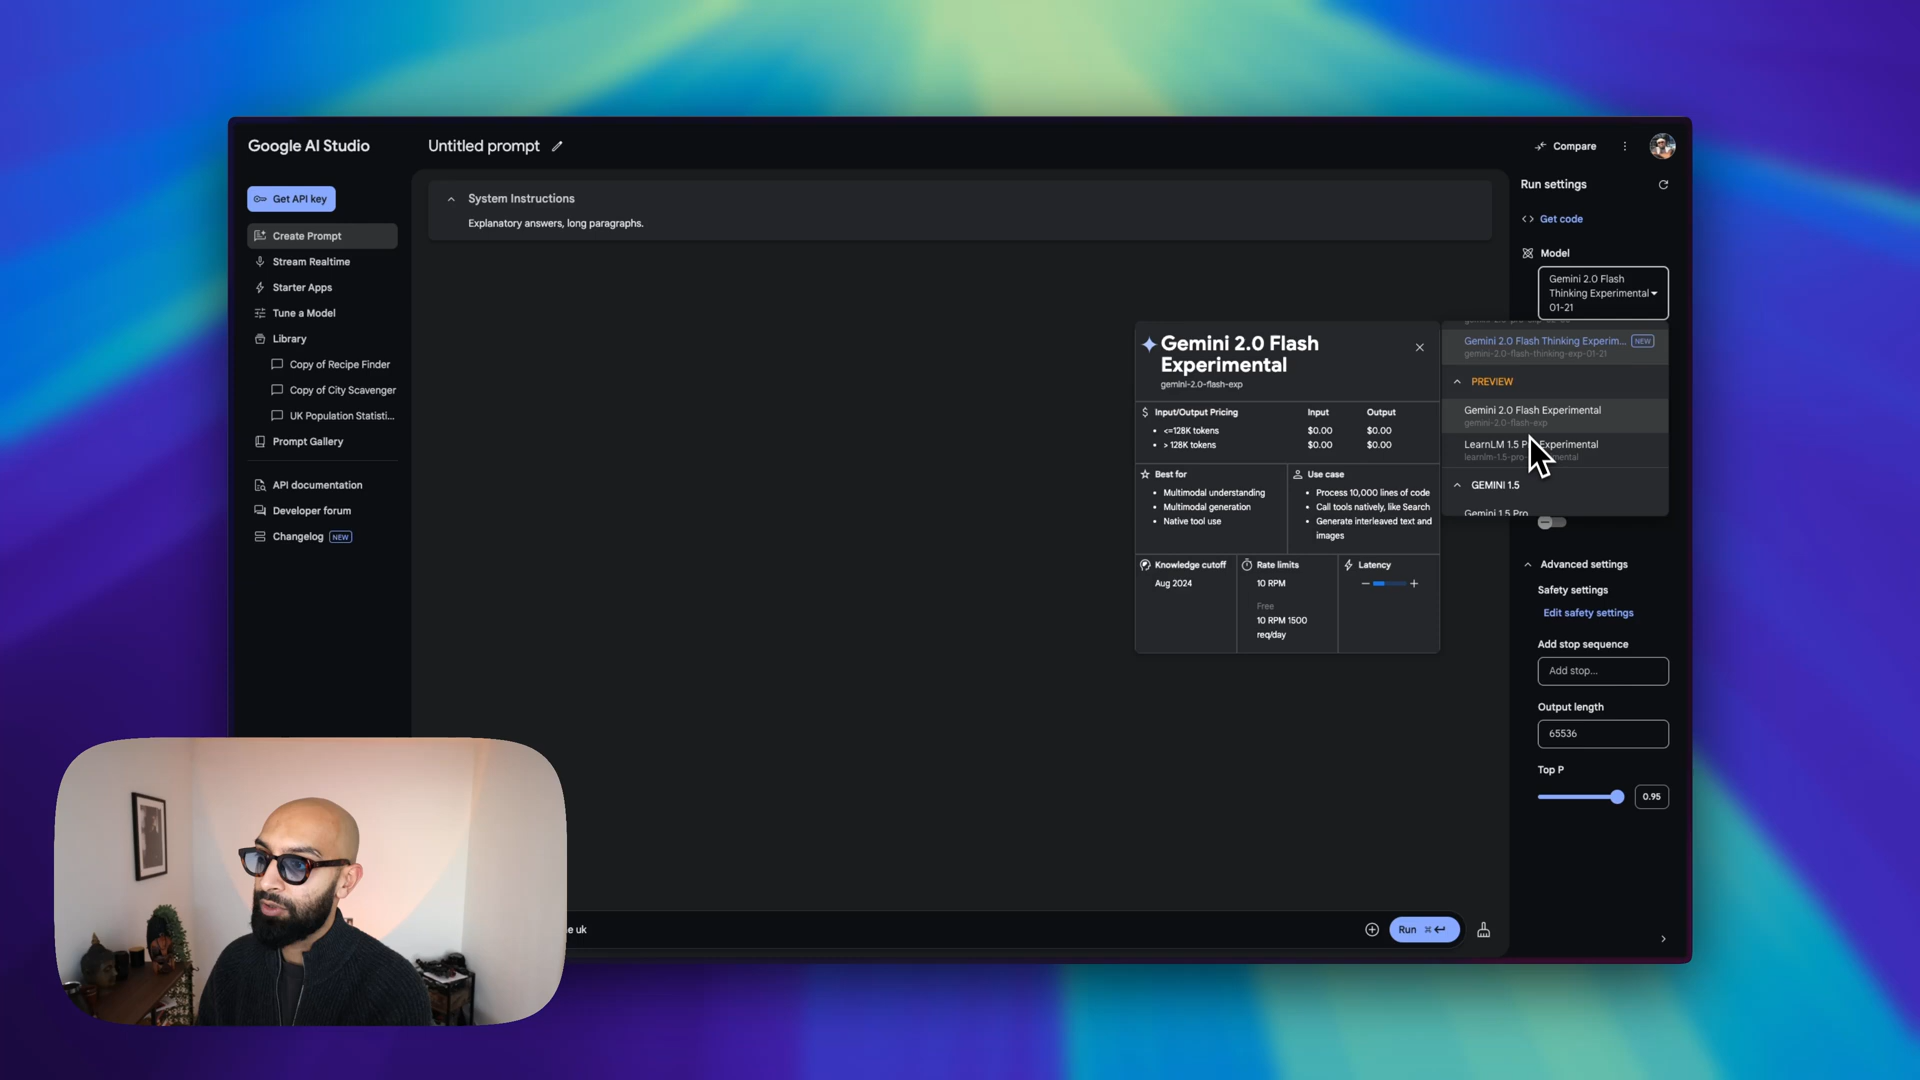 Google AI Studio
Untitled prompt
Compare
Get API key
Create Prompt
Stream Realtime
Starter Apps
Tune a Model
Library
Copy of Recipe Finder
Copy of City Scavenger
UK Population Statisti...
Prompt Gallery
API documentation
Developer forum
Changelog NEW
System Instructions
Explanatory answers, long paragraphs.
Gemini 2.0 Flash
Experimental
gemini-2.0-flash-exp
Input/Output Pricing Input Output
• <=128K tokens $0.00 $0.00
• > 128K tokens $0.00 $0.00
Best for
• Multimodal understanding
• Multimodal generation
• Native tool use
Use case
• Process 10,000 lines of code
• Call tools natively, like Search
• Generate interleaved text and
images
Knowledge cutoff
Aug 2024
Rate limits
10 RPM
Free
10 RPM 1500
req/day
Latency
e uk
Run
Run settings
Get code
Model
Gemini 2.0 Flash
Thinking Experimental
01-21
Gemini 2.0 Flash Thinking Experim... NEW
gemini-2.0-flash-thinking-exp-01-21
PREVIEW
Gemini 2.0 Flash Experimental
gemini-2.0-flash-exp
LearnLM 1.5 P Experimental
learnlm-1.5-pro- mental
GEMINI 1.5
Gemini 1.5 Pro
Advanced settings
Safety settings
Edit safety settings
Add stop sequence
Add stop...
Output length
65536
Top P
0.95